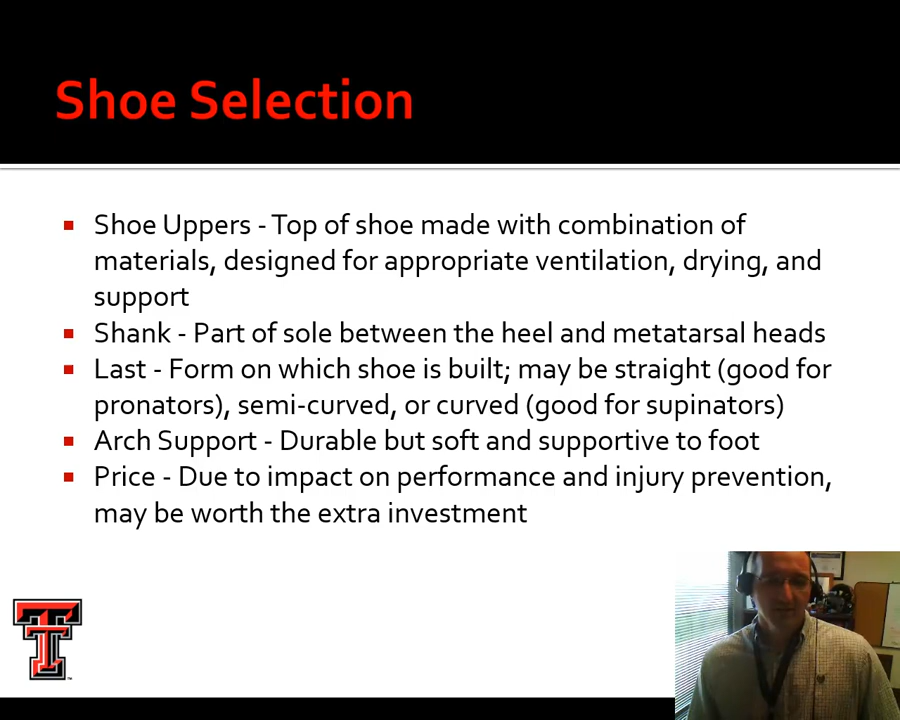 Shoe Selection
Shoe Uppers - Top of shoe made with combination of
materials, designed for appropriate ventilation, drying, and
support
Shank - Part of sole between the heel and metatarsal heads
Last - Form on which shoe is built; may be straight (good for
pronators), semi-curved, or curved (good for supinators)
Arch Support - Durable but soft and supportive to foot
Price - Due to impact on performance and injury prevention,
may be worth the extra investment